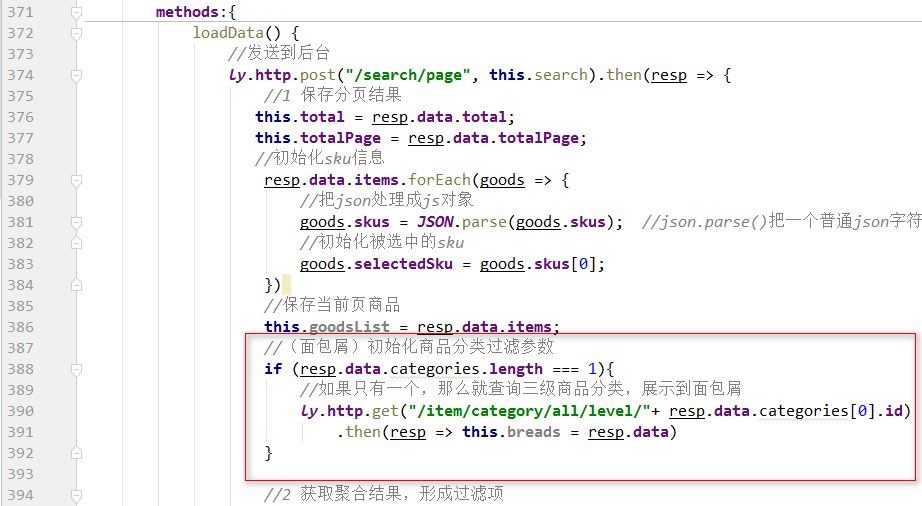 371 methods:{
372 loadData() {
373 //发送到后台
374 ly.http.post("/search/page", this.search).then(resp => {
375 //1 保存分页结果
376 this.total = resp.data.total;
377 this.totalPage = resp.data.totalPage;
378 //初始化sku信息
379 resp.data.items.forEach(goods => {
380 //把json处理成js对象
381 goods.skus = JSON.parse(goods.skus); //json.parse()把一个普通json字符
382 //初始化被选中的sku
383 goods.selectedSku = goods.skus[0];
384 })
385 //保存当前页商品
386 this.goodsList = resp.data.items;
387 //（面包屑）初始化商品分类过滤参数
388 if (resp.data.categories.length === 1){
389 //如果只有一个，那么就查询三级商品分类，展示到面包屑
390 ly.http.get("/item/category/all/level/"+ resp.data.categories[0].id)
391 .then(resp => this.breads = resp.data)
392 }
393
394 //2 获取聚合结果，形成过滤项